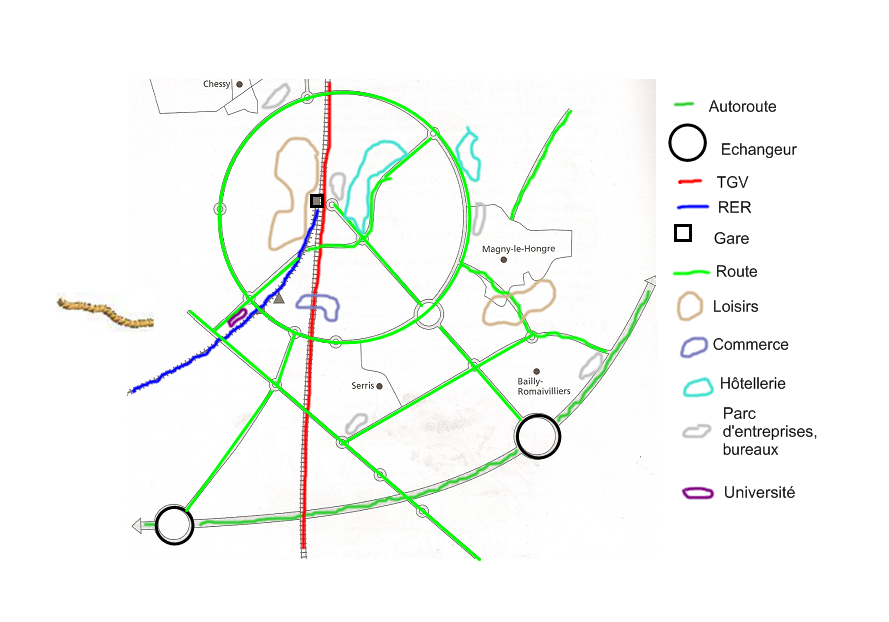 Chessy
Magny-le-Hongre
Serris
Bailly-
Romainvilliers
Autoroute
Echangeur
TGV
RER
Gare
Route
Loisirs
Commerce
Hôtellerie
Parc
d'entreprises,
bureaux
Université